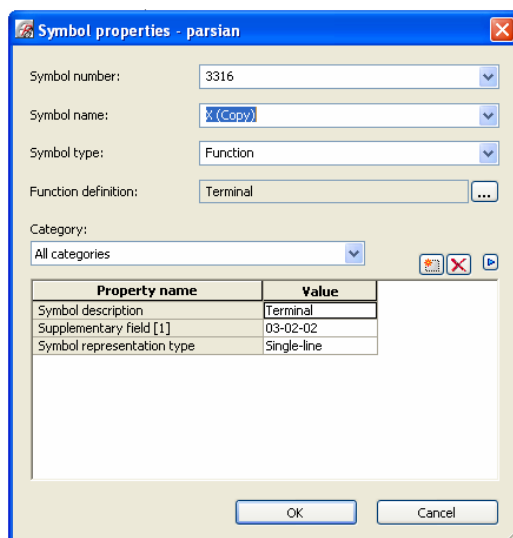 Symbol properties - parsian
Symbol number: 3316
Symbol name: X (Copy)
Symbol type: Function
Function definition: Terminal ...
Category:
All categories
Property name Value
Symbol description Terminal
Supplementary field [1] 03-02-02
Symbol representation type Single-line
OK Cancel